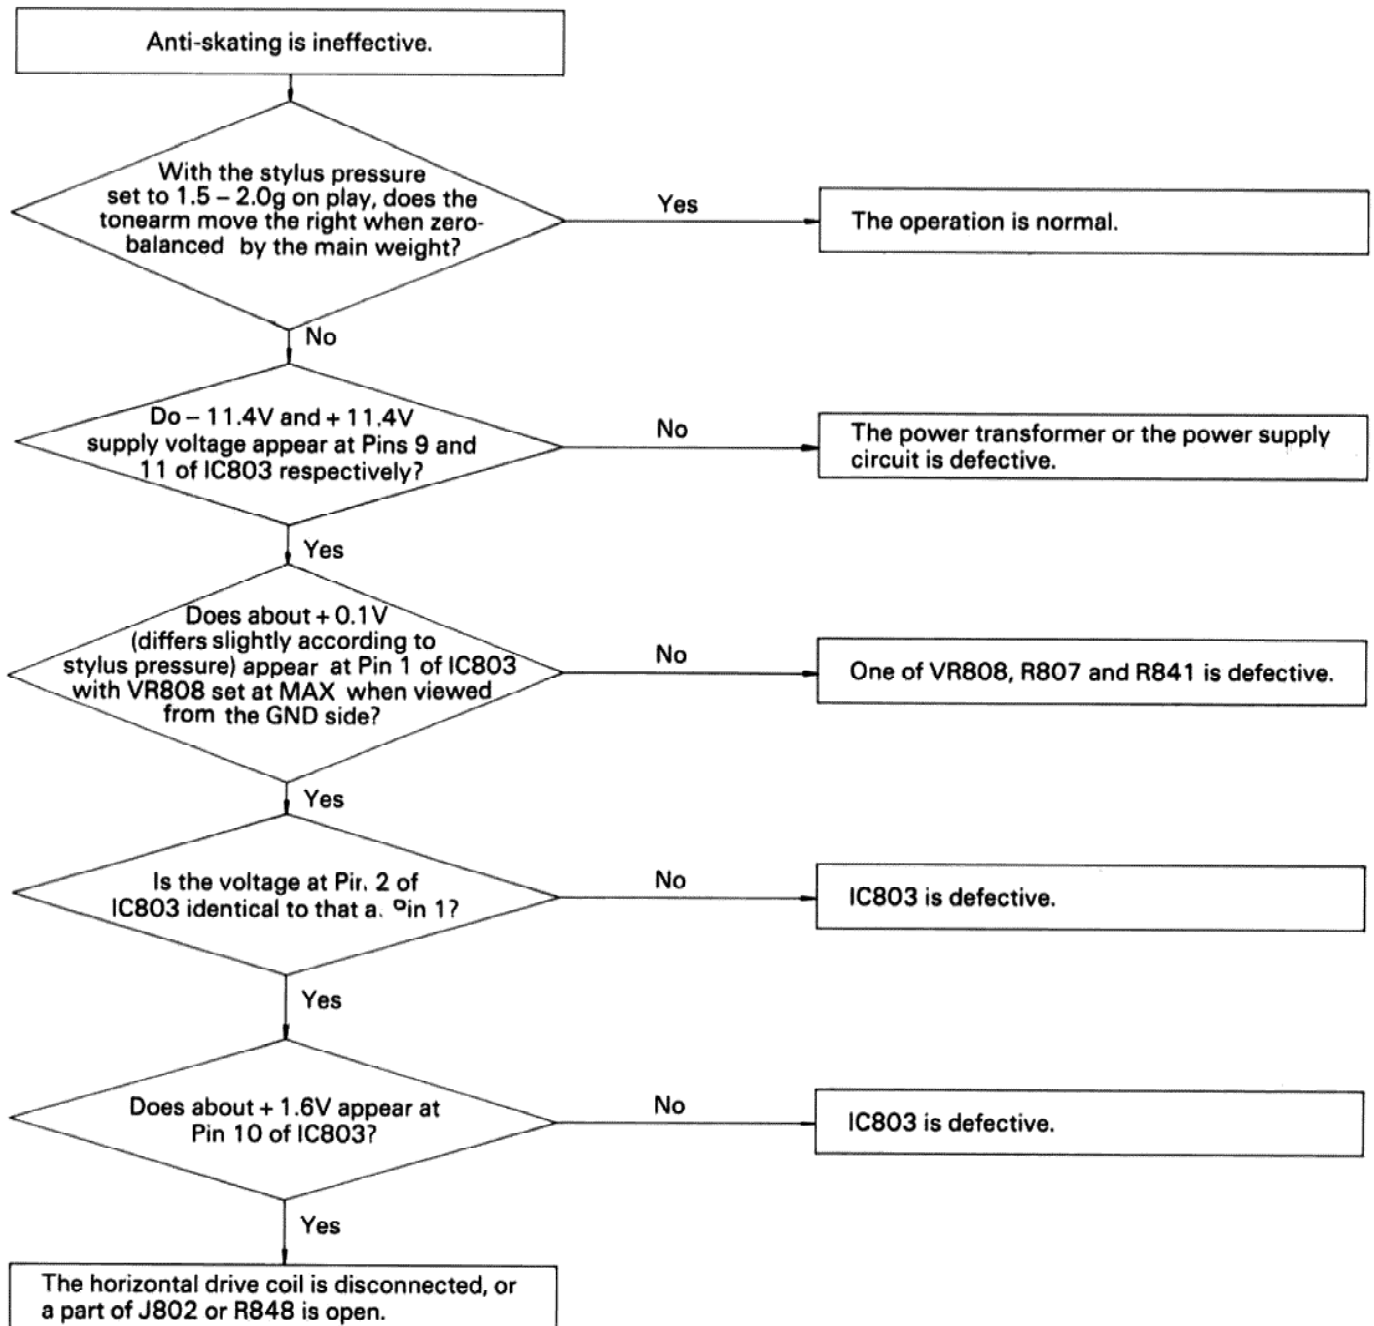 Anti-skating is ineffective.
With the stylus pressure
set to 1.5 – 2.0g on play, does the
tonearm move the right when zero-
balanced by the main weight?
Yes
The operation is normal.
No
Do – 11.4V and + 11.4V
supply voltage appear at Pins 9 and
11 of IC803 respectively?
No
The power transformer or the power supply
circuit is defective.
Yes
Does about + 0.1V
(differs slightly according to
stylus pressure) appear at Pin 1 of IC803
with VR808 set at MAX when viewed
from the GND side?
No
One of VR808, R807 and R841 is defective.
Yes
Is the voltage at 2 of
IC803 identical to that 1?
No
IC803 is defective.
Yes
Does about + 1.6V appear at
Pin 10 of IC803?
No
IC803 is defective.
Yes
The horizontal drive coil is disconnected, or
a part of J802 or R848 is open.